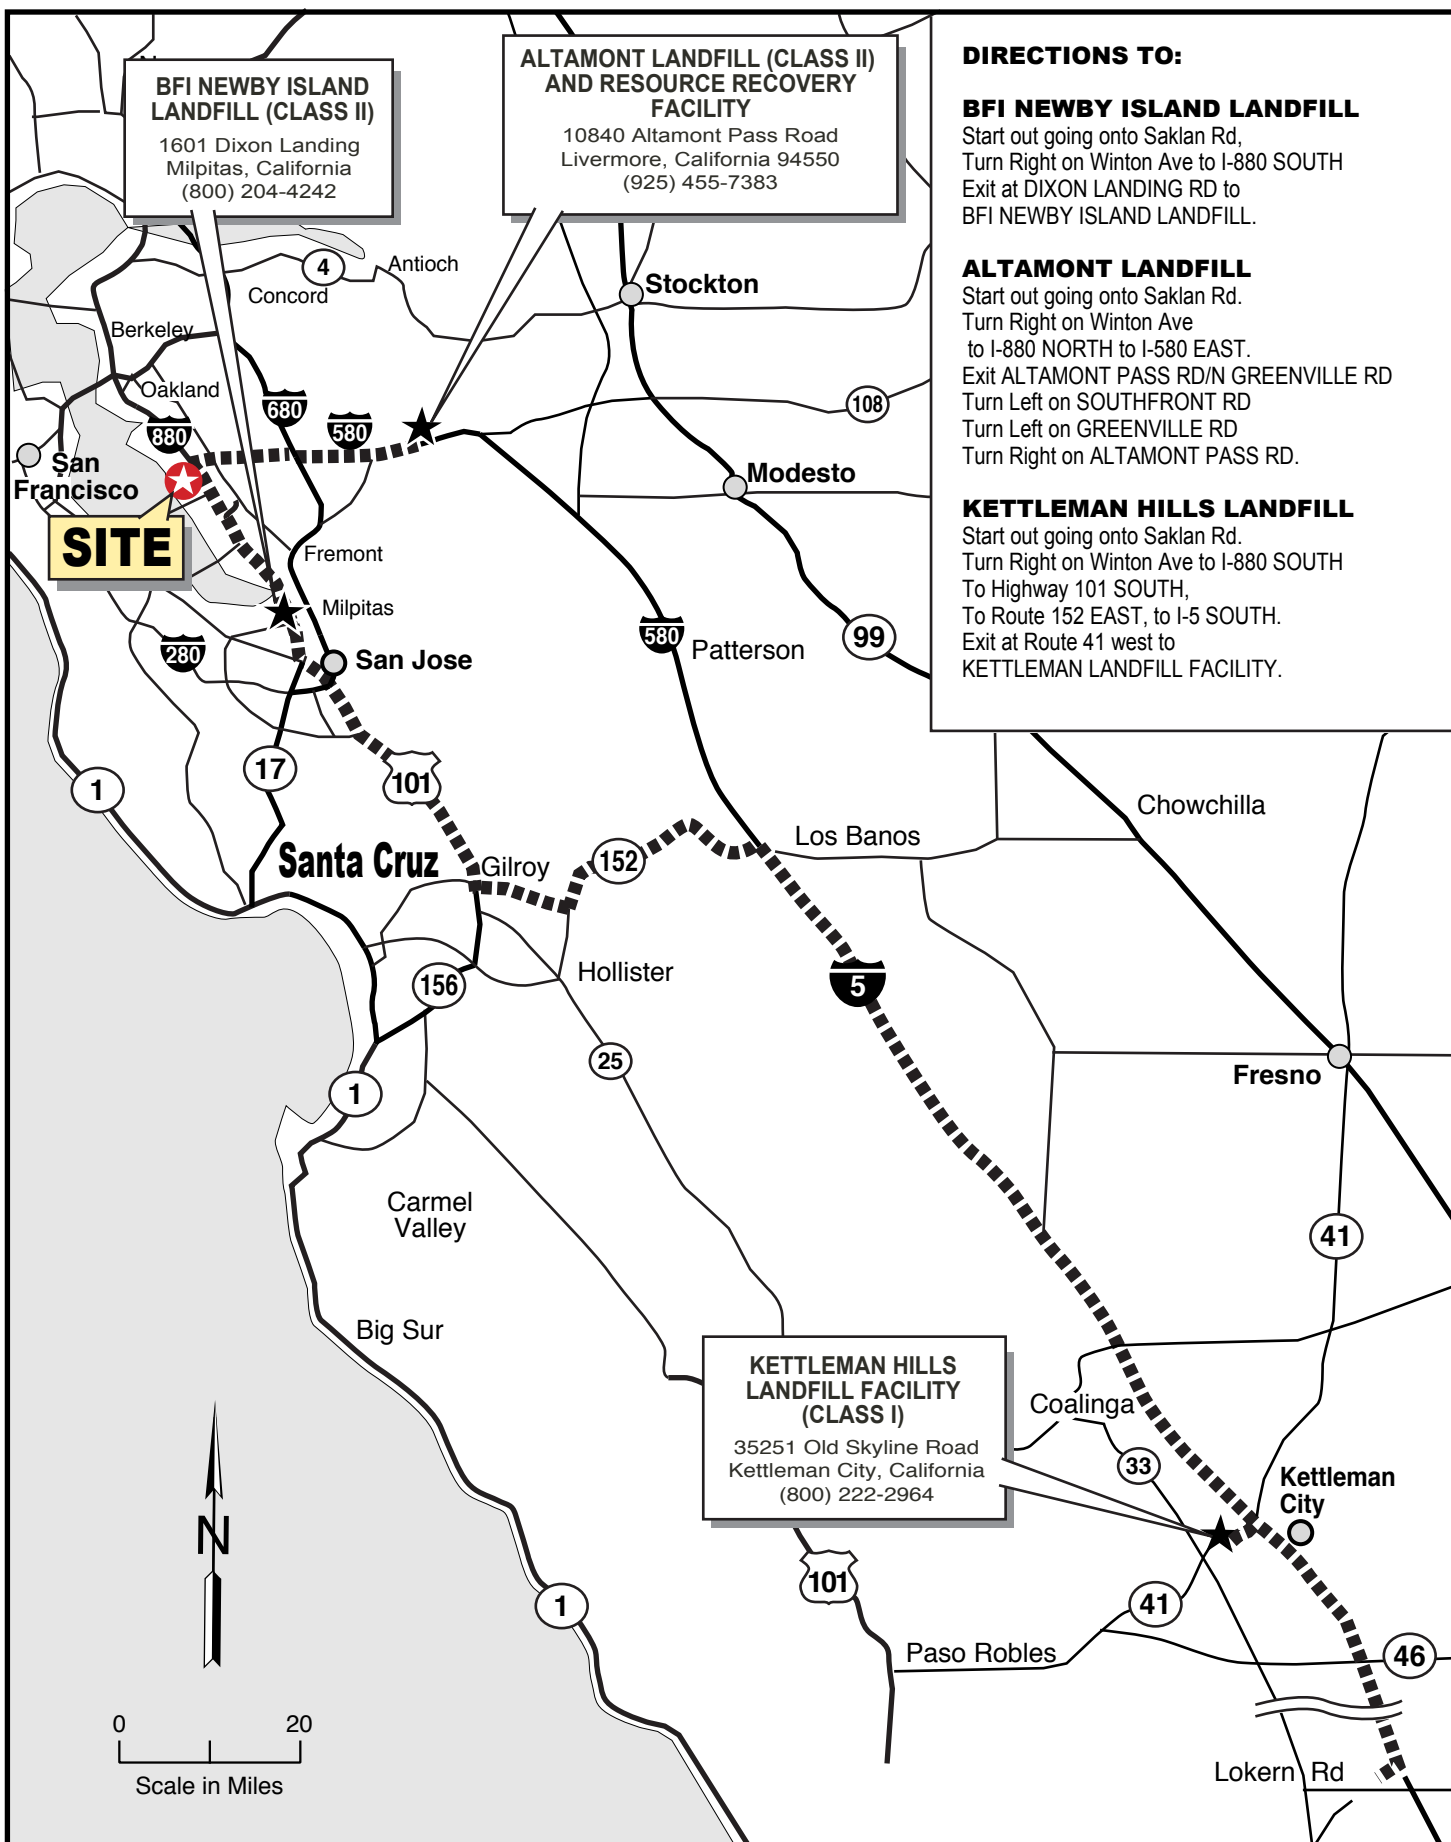 BFI NEWBY ISLAND
LANDFILL (CLASS II)
1601 Dixon Landing
Milpitas, California
(800) 204-4242
ALTAMONT LANDFILL (CLASS II)
AND RESOURCE RECOVERY
FACILITY
10840 Altamont Pass Road
Livermore, California 94550
(925) 455-7383
DIRECTIONS TO:
BFI NEWBY ISLAND LANDFILL
Start out going onto Saklan Rd,
Turn Right on Winton Ave to I-880 SOUTH
Exit at DIXON LANDING RD to
BFI NEWBY ISLAND LANDFILL.
ALTAMONT LANDFILL
Start out going onto Saklan Rd.
Turn Right on Winton Ave
to I-880 NORTH to I-580 EAST.
Exit ALTAMONT PASS RD/N GREENVILLE RD
Turn Left on SOUTHFRONT RD
Turn Left on GREENVILLE RD
Turn Right on ALTAMONT PASS RD.
KETTLEMAN HILLS LANDFILL
Start out going onto Saklan Rd.
Turn Right on Winton Ave to I-880 SOUTH
To Highway 101 SOUTH,
To Route 152 EAST, to I-5 SOUTH.
Exit at Route 41 west to
KETTLEMAN LANDFILL FACILITY.
4
Antioch
Concord
Stockton
Berkeley
Oakland
680
880
580
108
San
Francisco
Modesto
SITE
Fremont
Milpitas
280
San Jose
580
Patterson
99
17
101
1
Chowchilla
Los Banos
Santa Cruz
Gilroy
152
Hollister
156
5
25
Fresno
1
Carmel
Valley
41
Big Sur
KETTLEMAN HILLS
LANDFILL FACILITY
(CLASS I)
35251 Old Skyline Road
Kettleman City, California
(800) 222-2964
Coalinga
33
Kettleman
City
N
101
1
41
Paso Robles
46
0 20
Scale in Miles
Lokern Rd